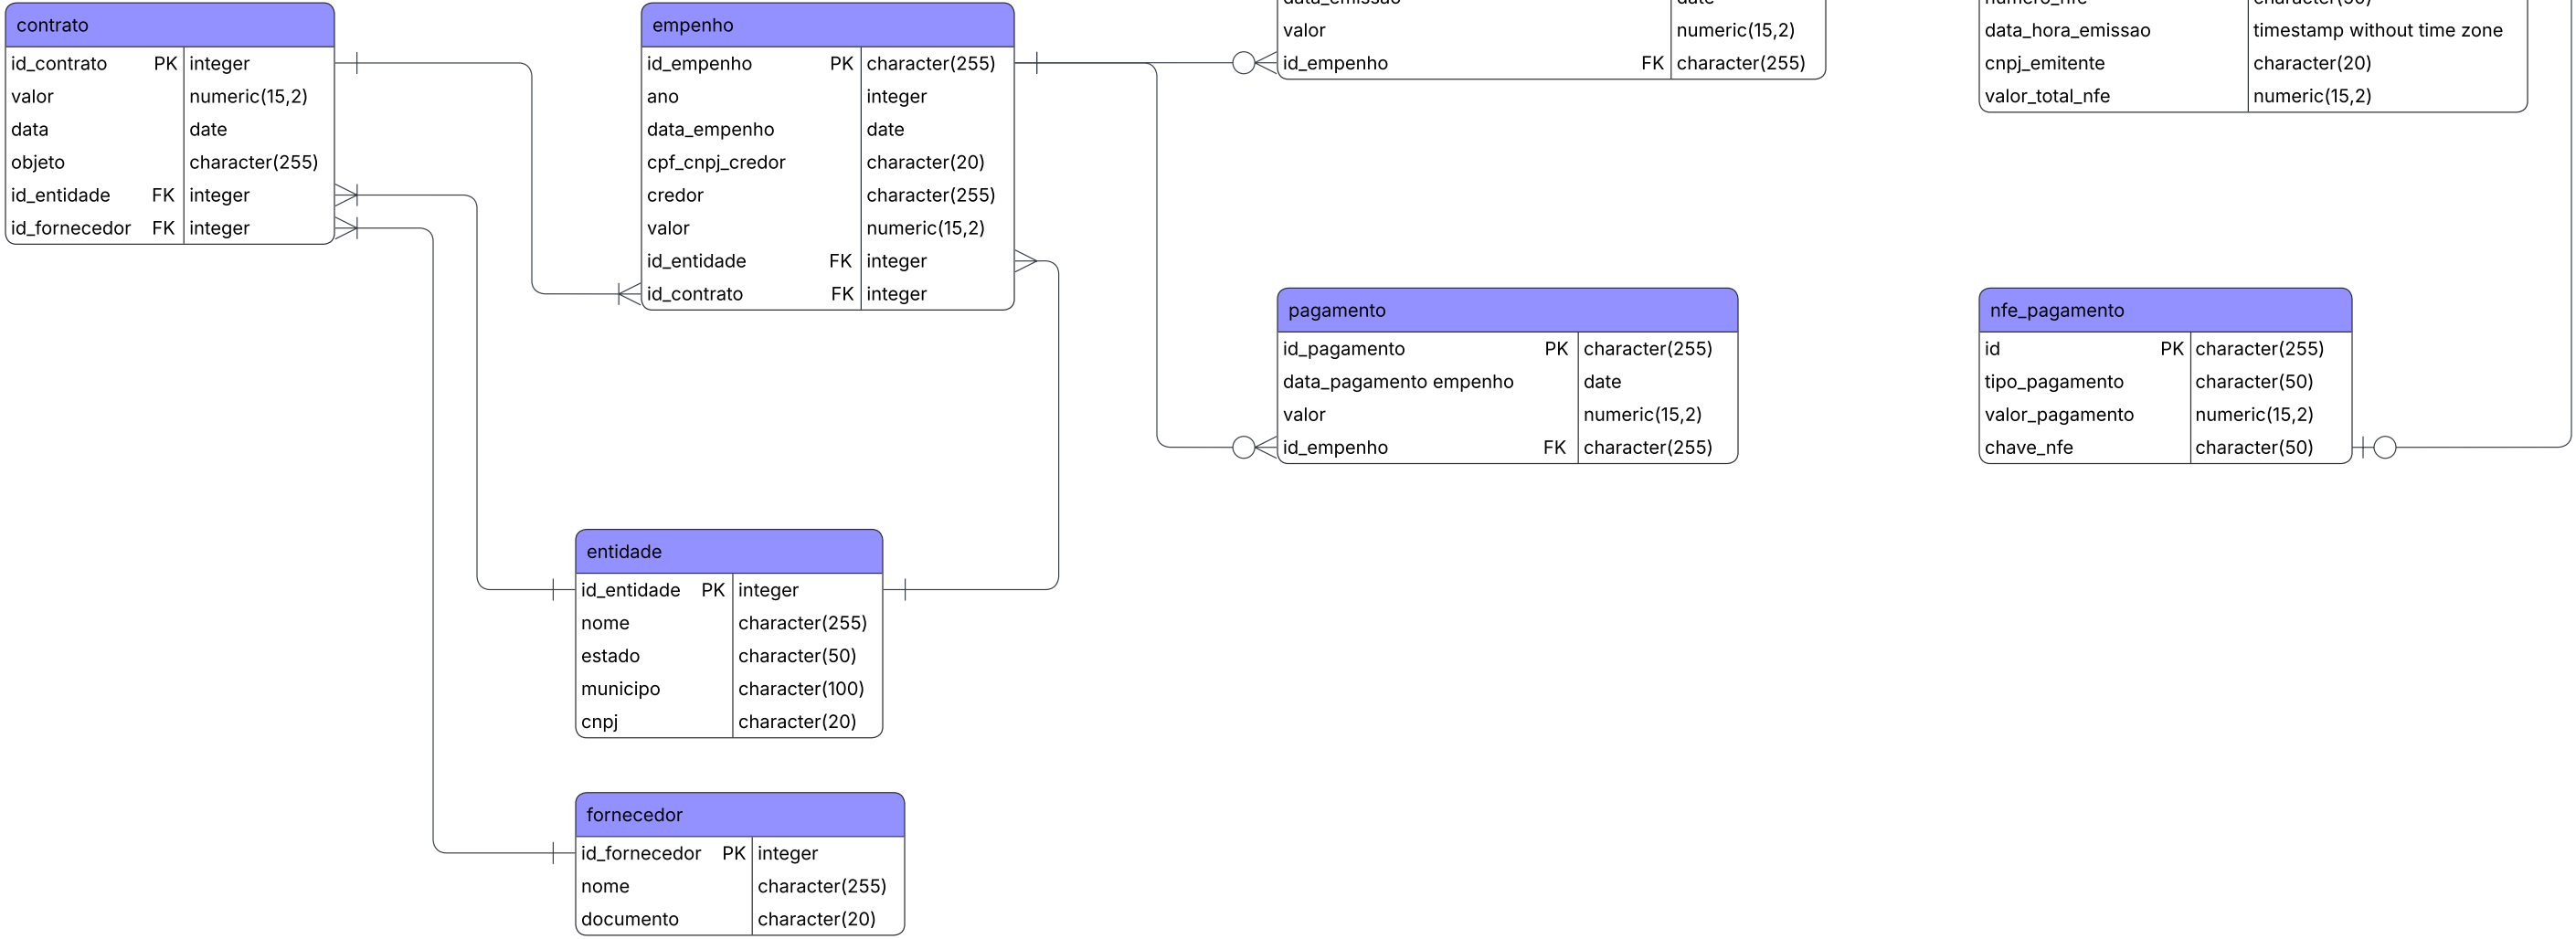 contrato
id_contrato PK integer
valor numeric(15,2)
data date
objeto character(255)
id_entidade FK integer
id_fornecedor FK integer
empenho
id_empenho PK character(255)
ano integer
data_empenho date
cpf_cnpj_credor character(20)
credor character(255)
valor numeric(15,2)
id_entidade FK integer
id_contrato FK integer
data_emissao date
valor numeric(15,2)
id_empenho FK character(255)
numero_nfe character(50)
data_hora_emissao timestamp without time zone
cnpj_emitente character(20)
valor_total_nfe numeric(15,2)
pagamento
id_pagamento PK character(255)
data_pagamento empenho date
valor numeric(15,2)
id_empenho FK character(255)
nfe_pagamento
id PK character(255)
tipo_pagamento character(50)
valor_pagamento numeric(15,2)
chave_nfe character(50)
entidade
id_entidade PK integer
nome character(255)
estado character(50)
municipo character(100)
cnpj character(20)
fornecedor
id_fornecedor PK integer
nome character(255)
documento character(20)